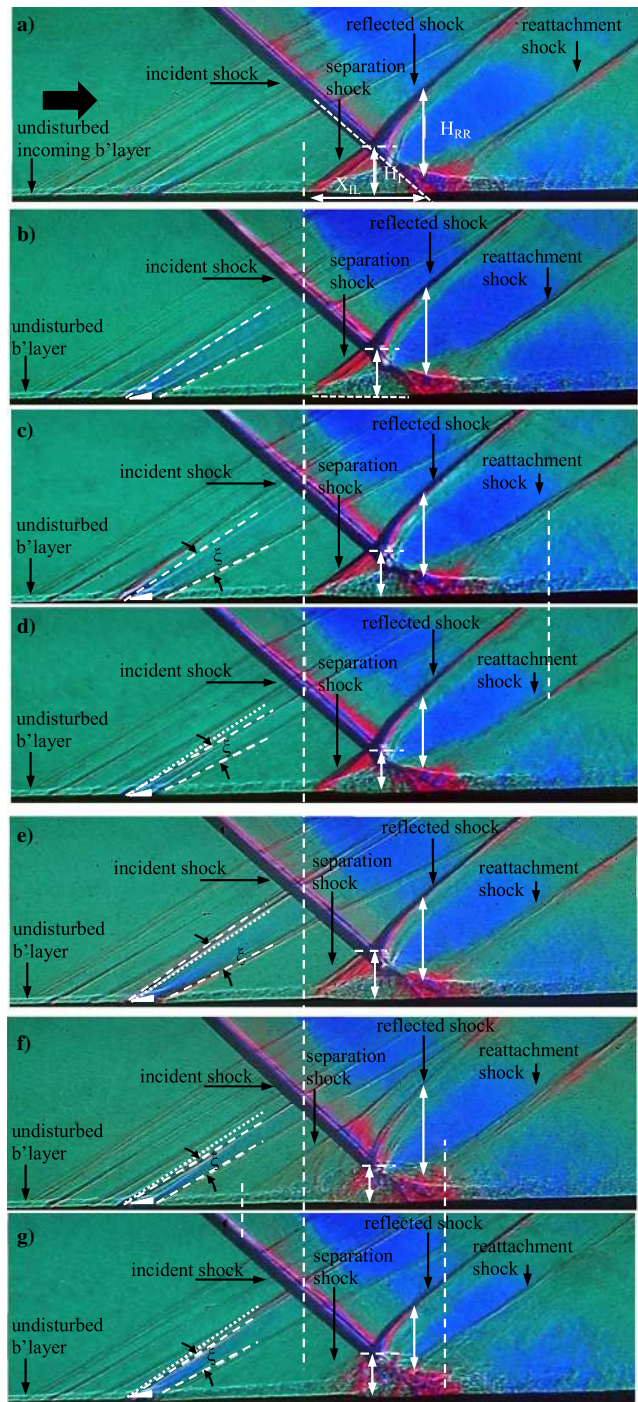 a)
reflected shock
reattachment
shock
incident shock
separation
shock
undisturbed
incoming b'layer
H_RR
H_I
X_IL
b)
reflected shock
separation
shock
incident shock
reattachment
shock
undisturbed
b'layer
c)
reflected shock
incident shock
separation
shock
reattachment
shock
undisturbed
b'layer
ξ
d)
reflected shock
incident shock
separation
shock
reattachment
shock
undisturbed
b'layer
ξ
e)
reflected shock
incident shock
separation
shock
reattachment
shock
undisturbed
b'layer
ξ
f)
reflected shock
incident shock
separation
shock
reattachment
shock
undisturbed
b'layer
ξ
g)
reflected shock
incident shock
separation
shock
reattachment
shock
undisturbed
b'layer
ξ